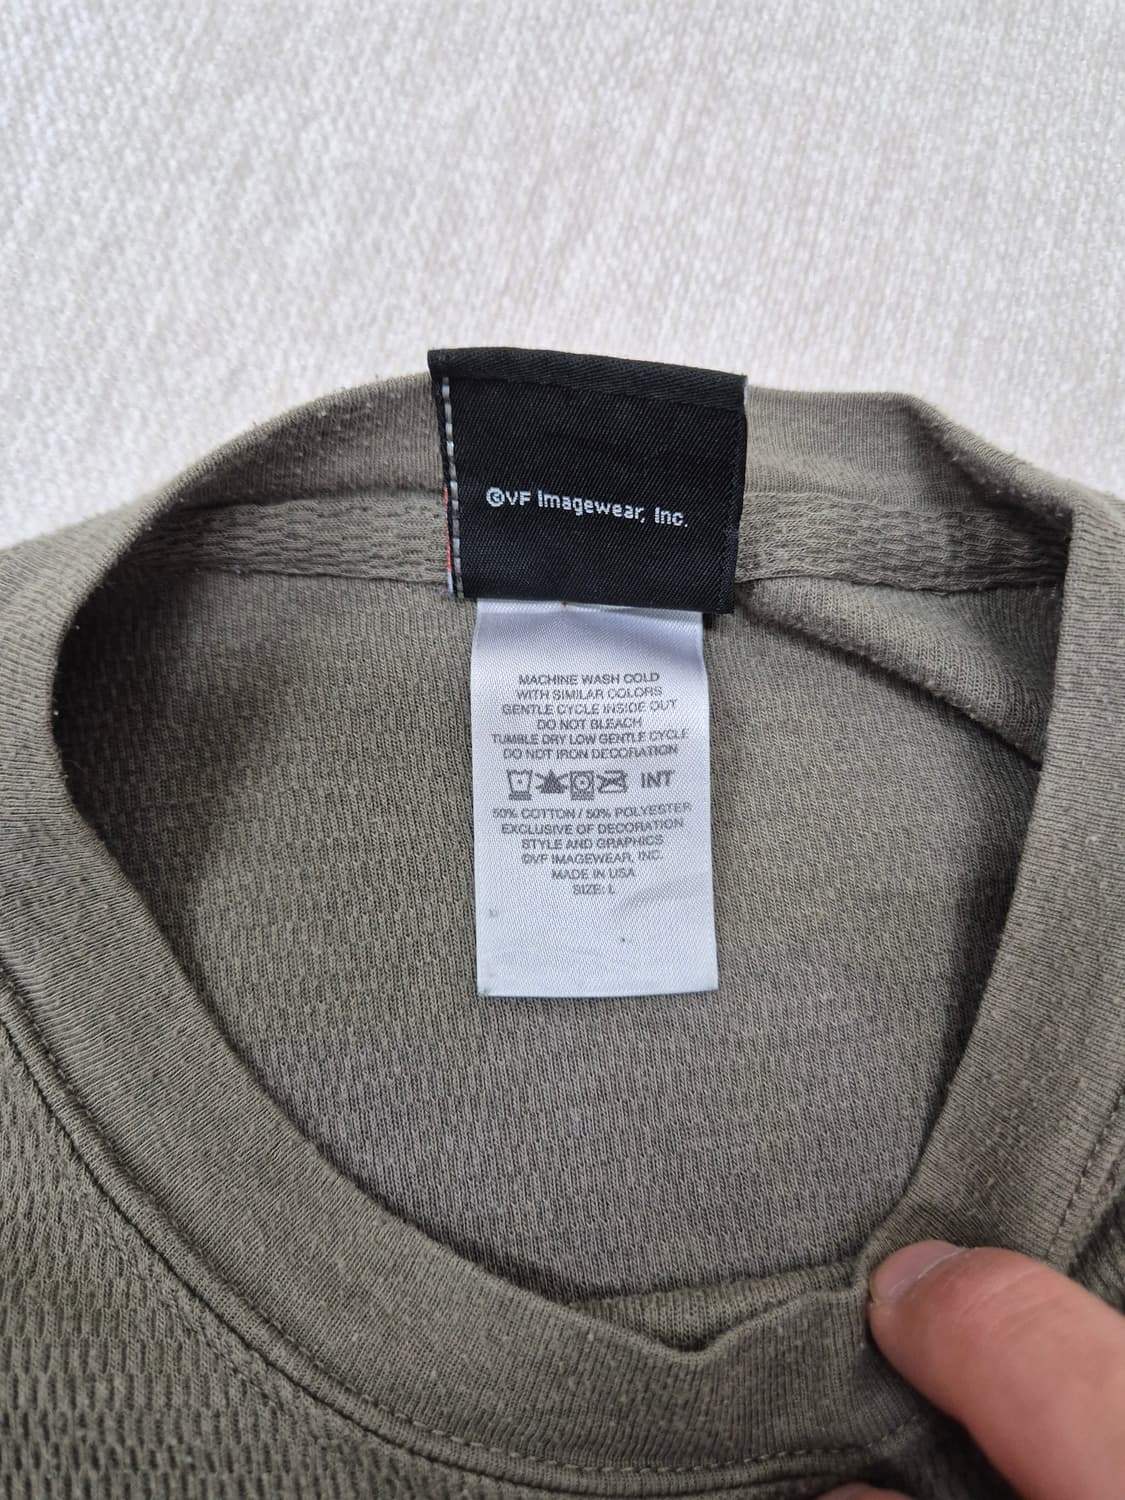 ©VF Imagewear, Inc.
MACHINE WASH COLD
WITH SIMILAR COLORS
GENTLE CYCLE INSIDE OUT
DO NOT BLEACH
TUMBLE DRY LOW GENTLE CYCLE
DO NOT IRON DECORATION
INT
50% COTTON / 50% POLYESTER
EXCLUSIVE OF DECORATION
STYLE AND GRAPHICS
©VF IMAGEWEAR, INC.
MADE IN USA
SIZE: L